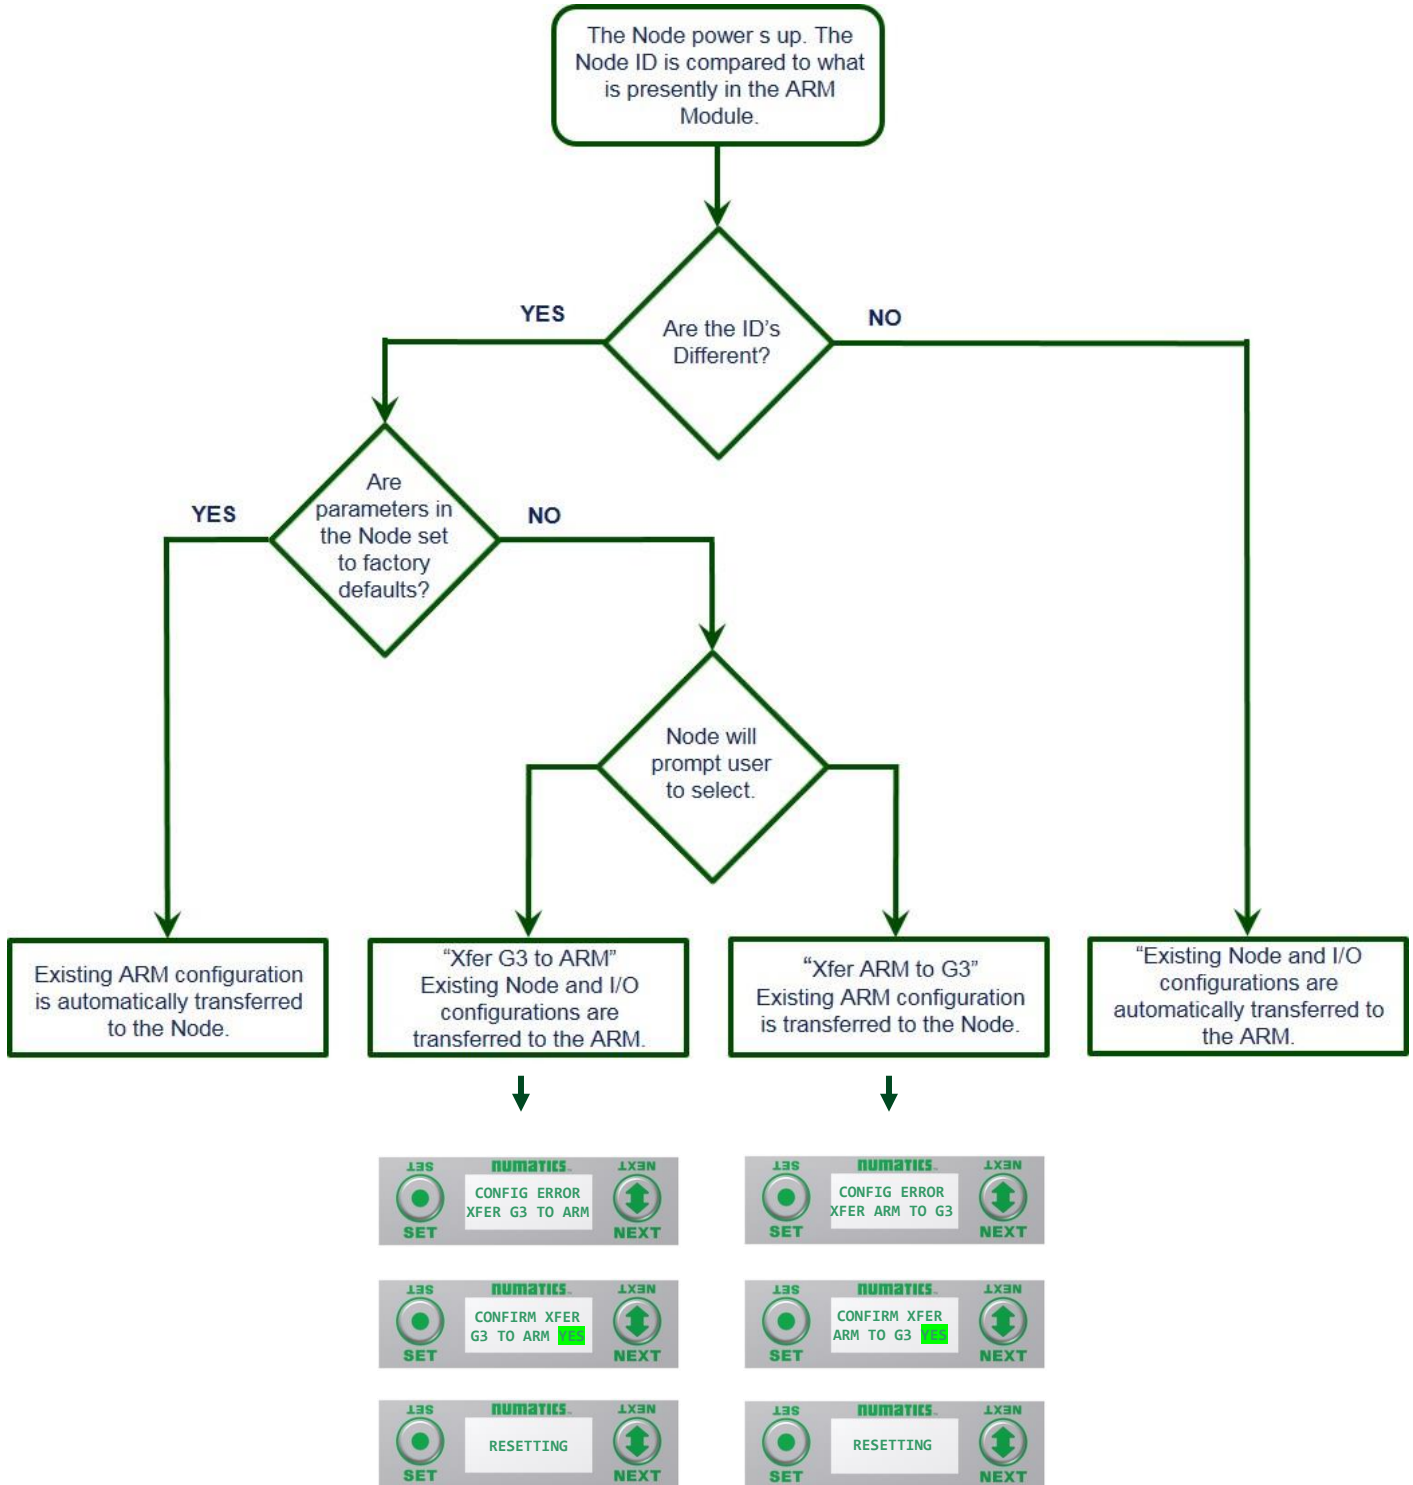 The Node power s up. The
Node ID is compared to what
is presently in the ARM
Module.
YES
Are the ID's
Different?
NO
YES
Are
parameters in
the Node set
to factory
defaults?
NO
Node will
prompt user
to select.
Existing ARM configuration
is automatically transferred
to the Node.
“Xfer G3 to ARM”
Existing Node and I/O
configurations are
transferred to the ARM.
“Xfer ARM to G3”
Existing ARM configuration
is transferred to the Node.
“Existing Node and I/O
configurations are
automatically transferred to
the ARM.
SET numatics NEXT
CONFIG ERROR
XFER G3 TO ARM
SET NEXT
SET numatics NEXT
CONFIG ERROR
XFER ARM TO G3
SET NEXT
SET numatics NEXT
CONFIRM XFER
G3 TO ARM YES
SET NEXT
SET numatics NEXT
CONFIRM XFER
ARM TO G3 YES
SET NEXT
SET numatics NEXT
RESETTING
SET NEXT
SET numatics NEXT
RESETTING
SET NEXT